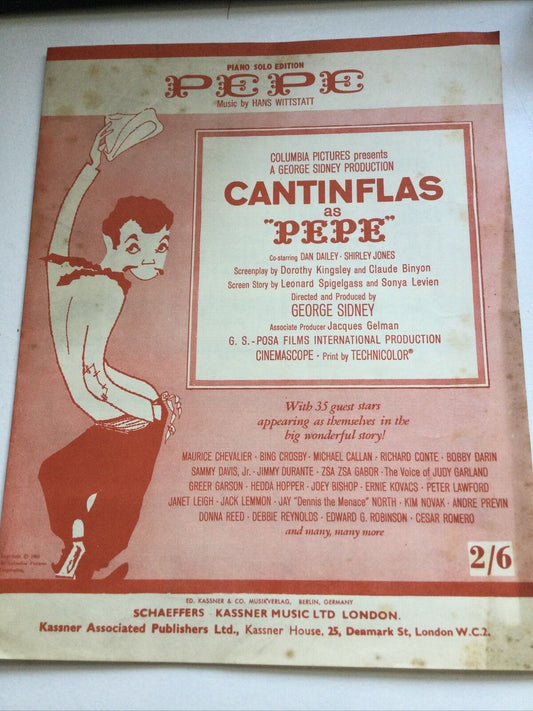 PIANO SOLO EDITION
PEPE
Music by HANS WITTSTATT
COLUMBIA PICTURES presents
A GEORGE SIDNEY PRODUCTION
CANTINFLAS
as
"PEPE"
Co-starring DAN DAILEY · SHIRLEY JONES
Screenplay by Dorothy Kingsley and Claude Binyon
Screen Story by Leonard Spigelgass and Sonya Levien
Directed and Produced by
GEORGE SIDNEY
Associate Producer Jacques Gelman
G. S.-POSA FILMS INTERNATIONAL PRODUCTION
CINEMASCOPE · Print by TECHNICOLOR®
With 35 guest stars
appearing as themselves in the
big wonderful story!
MAURICE CHEVALIER · BING CROSBY · MICHAEL CALLAN · RICHARD CONTE · BOBBY DARIN
SAMMY DAVIS, Jr. · JIMMY DURANTE · ZSA ZSA GABOR · The Voice of JUDY GARLAND
GREER GARSON · HEDDA HOPPER · JOEY BISHOP · ERNIE KOVACS · PETER LAWFORD
JANET LEIGH · JACK LEMMON · JAY "Dennis the Menace" NORTH · KIM NOVAK · ANDRE PREVIN
DONNA REED · DEBBIE REYNOLDS · EDWARD G. ROBINSON · CESAR ROMERO
and many, many more
Copyright © 1960
by Columbia Pictures
Corporation
2/6
ED. KASSNER & CO. MUSIKVERLAG, BERLIN, GERMANY
SCHAEFFERS - KASSNER MUSIC LTD LONDON.
Kassner Associated Publishers Ltd., Kassner House, 25, Denmark St, London W.C.2.